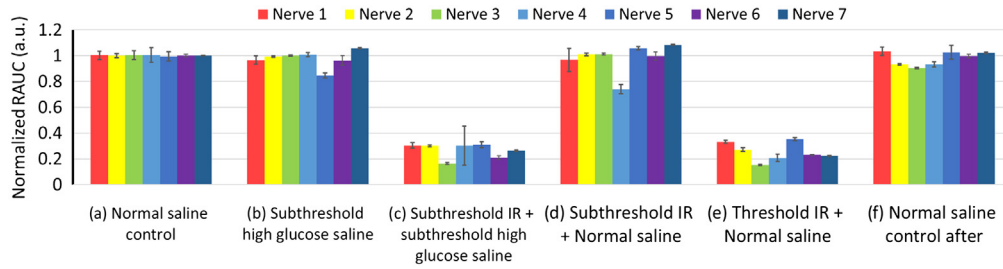 Nerve 1 Nerve 2 Nerve 3 Nerve 4 Nerve 5 Nerve 6 Nerve 7
Normalized RAUC (a.u.)
1.2
1
0.8
0.6
0.4
0.2
0
(a) Normal saline
control
(b) Subthreshold
high glucose saline
(c) Subthreshold IR +
subthreshold high
glucose saline
(d) Subthreshold IR
+ Normal saline
(e) Threshold IR +
Normal saline
(f) Normal saline
control after